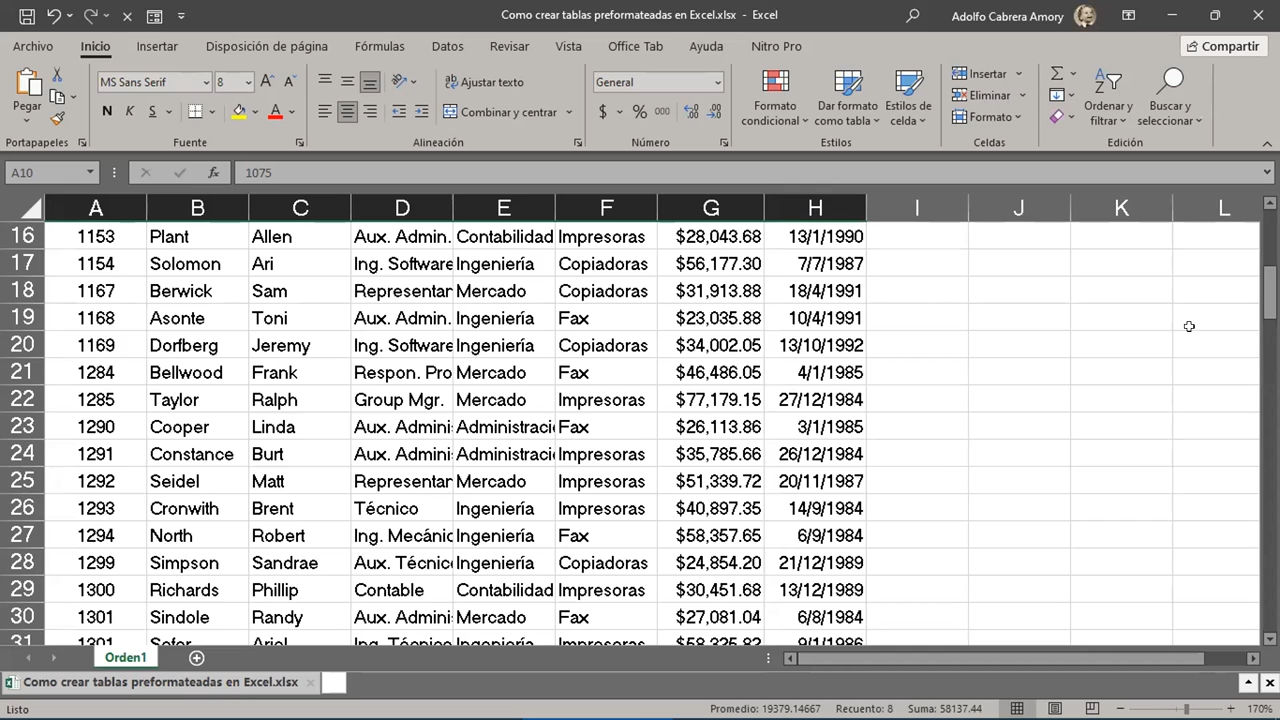 Como crear tablas preformateadas en Excel.xlsx - Excel
Adolfo Cabrera Amory
Archivo Inicio Insertar Disposición de página Fórmulas Datos Revisar Vista Office Tab Ayuda Nitro Pro Compartir
Pegar
MS Sans Serif 8
N K S
Ajustar texto
Combinar y centrar
General
$ % 000
Formato condicional
Dar formato como tabla
Estilos de celda
Insertar
Eliminar
Formato
Ordenar y filtrar
Buscar y seleccionar
Portapapeles Fuente Alineación Número Estilos Celdas Edición
A10 fx 1075
A B C D E F G H I J K L
16 1153 Plant Allen Aux. Admin. Contabilidad Impresoras $28,043.68 13/1/1990
17 1154 Solomon Ari Ing. Software Ingeniería Copiadoras $56,177.30 7/7/1987
18 1167 Berwick Sam Representan Mercado Copiadoras $31,913.88 18/4/1991
19 1168 Asonte Toni Aux. Admin. Ingeniería Fax $23,035.88 10/4/1991
20 1169 Dorfberg Jeremy Ing. Software Ingeniería Copiadoras $34,002.05 13/10/1992
21 1284 Bellwood Frank Respon. Pro Mercado Fax $46,486.05 4/1/1985
22 1285 Taylor Ralph Group Mgr. Mercado Impresoras $77,179.15 27/12/1984
23 1290 Cooper Linda Aux. Admini Administració Fax $26,113.86 3/1/1985
24 1291 Constance Burt Aux. Admini Administració Impresoras $35,785.66 26/12/1984
25 1292 Seidel Matt Representan Mercado Impresoras $51,339.72 20/11/1987
26 1293 Cronwith Brent Técnico Ingeniería Impresoras $40,897.35 14/9/1984
27 1294 North Robert Ing. Mecánic Ingeniería Fax $58,357.65 6/9/1984
28 1299 Simpson Sandrae Aux. Técnico Ingeniería Copiadoras $24,854.20 21/12/1989
29 1300 Richards Phillip Contable Contabilidad Impresoras $30,451.68 13/12/1989
30 1301 Sindole Randy Aux. Admini Mercado Fax $27,081.04 6/8/1984
31 1301 Sofer Ariel Ing. Técnico Ingeniería Impresoras $58,325.82 9/1/1986
Orden1
Como crear tablas preformateadas en Excel.xlsx
Listo Promedio: 19379.14667 Recuento: 8 Suma: 58137.44 170%